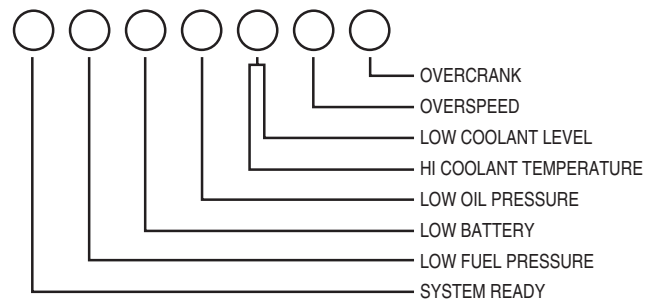 OVERCRANK
OVERSPEED
LOW COOLANT LEVEL
HI COOLANT TEMPERATURE
LOW OIL PRESSURE
LOW BATTERY
LOW FUEL PRESSURE
SYSTEM READY